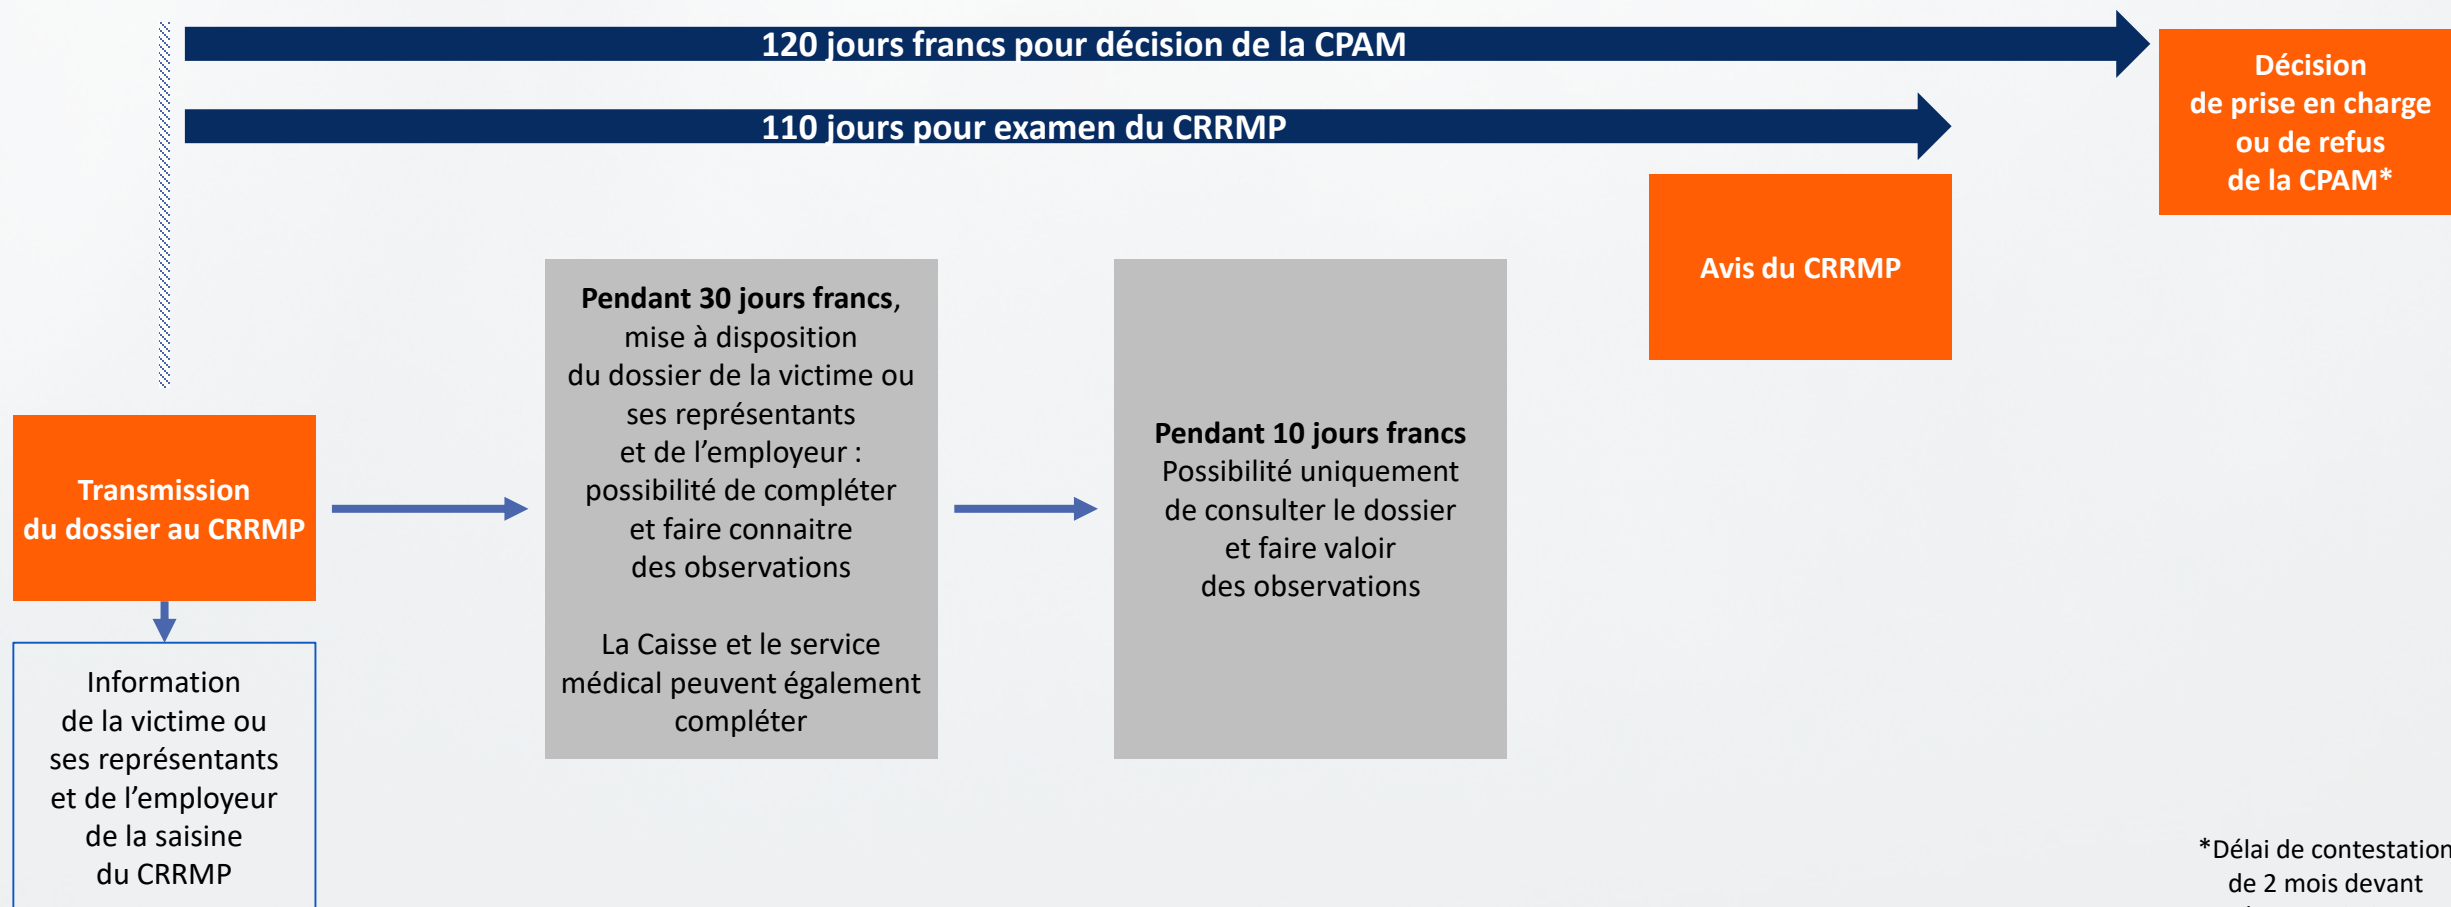 120 jours francs pour décision de la CPAM
110 jours pour examen du CRRMP
Décision
de prise en charge
ou de refus
de la CPAM*
Avis du CRRMP
Transmission
du dossier au CRRMP
Information
de la victime ou
ses représentants
et de l’employeur
de la saisine
du CRRMP
Pendant 30 jours francs,
mise à disposition
du dossier de la victime ou
ses représentants
et de l’employeur :
possibilité de compléter
et faire connaitre
des observations
La Caisse et le service
médical peuvent également
compléter
Pendant 10 jours francs
Possibilité uniquement
de consulter le dossier
et faire valoir
des observations
*Délai de contestation
de 2 mois devant